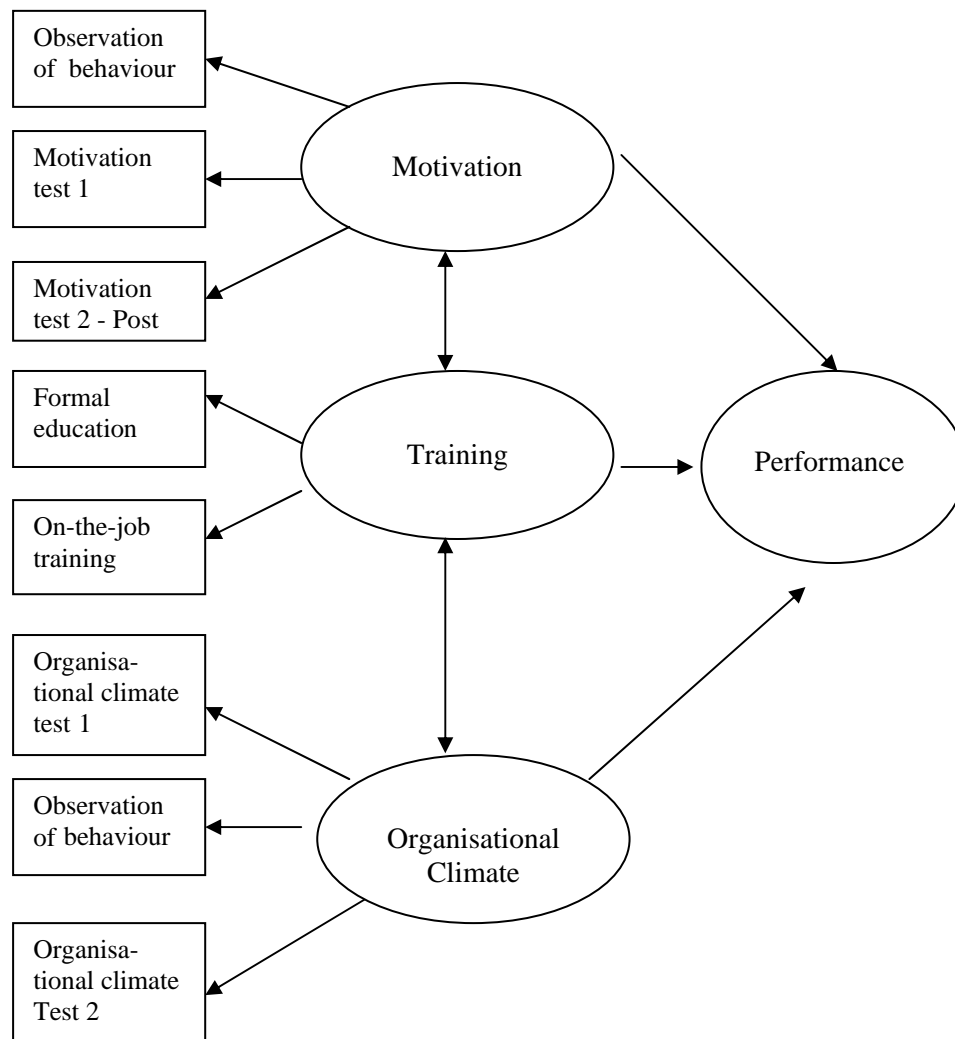 Observation
of behaviour
Motivation
test 1
Motivation
test 2 - Post
Motivation
Formal
education
On-the-job
training
Training
Performance
Organisa-
tional climate
test 1
Observation
of behaviour
Organisa-
tional climate
Test 2
Organisational
Climate